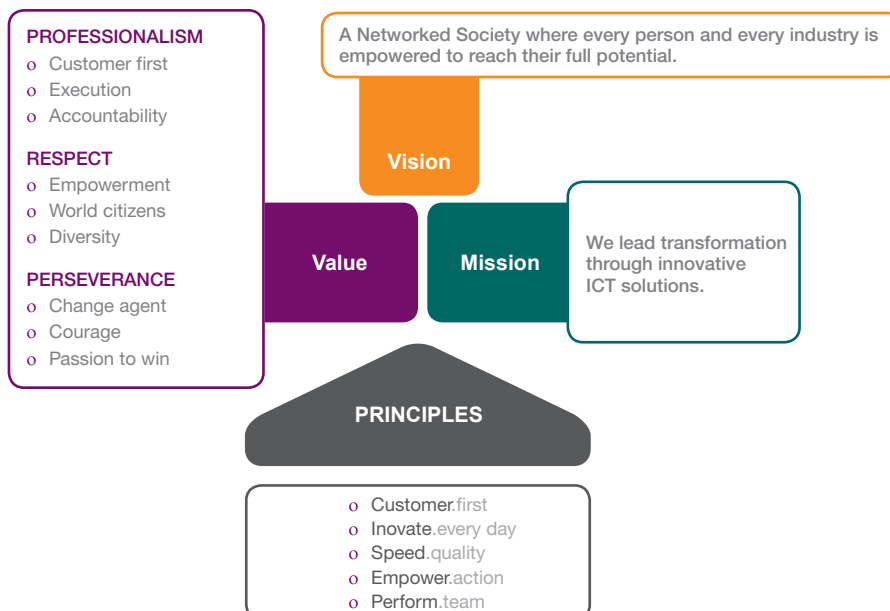 PROFESSIONALISM
o Customer first
o Execution
o Accountability
RESPECT
o Empowerment
o World citizens
o Diversity
PERSEVERANCE
o Change agent
o Courage
o Passion to win
A Networked Society where every person and every industry is
empowered to reach their full potential.
Vision
Value
Mission
We lead transformation
through innovative
ICT solutions.
PRINCIPLES
o Customer.first
o Inovate.every day
o Speed.quality
o Empower.action
o Perform.team